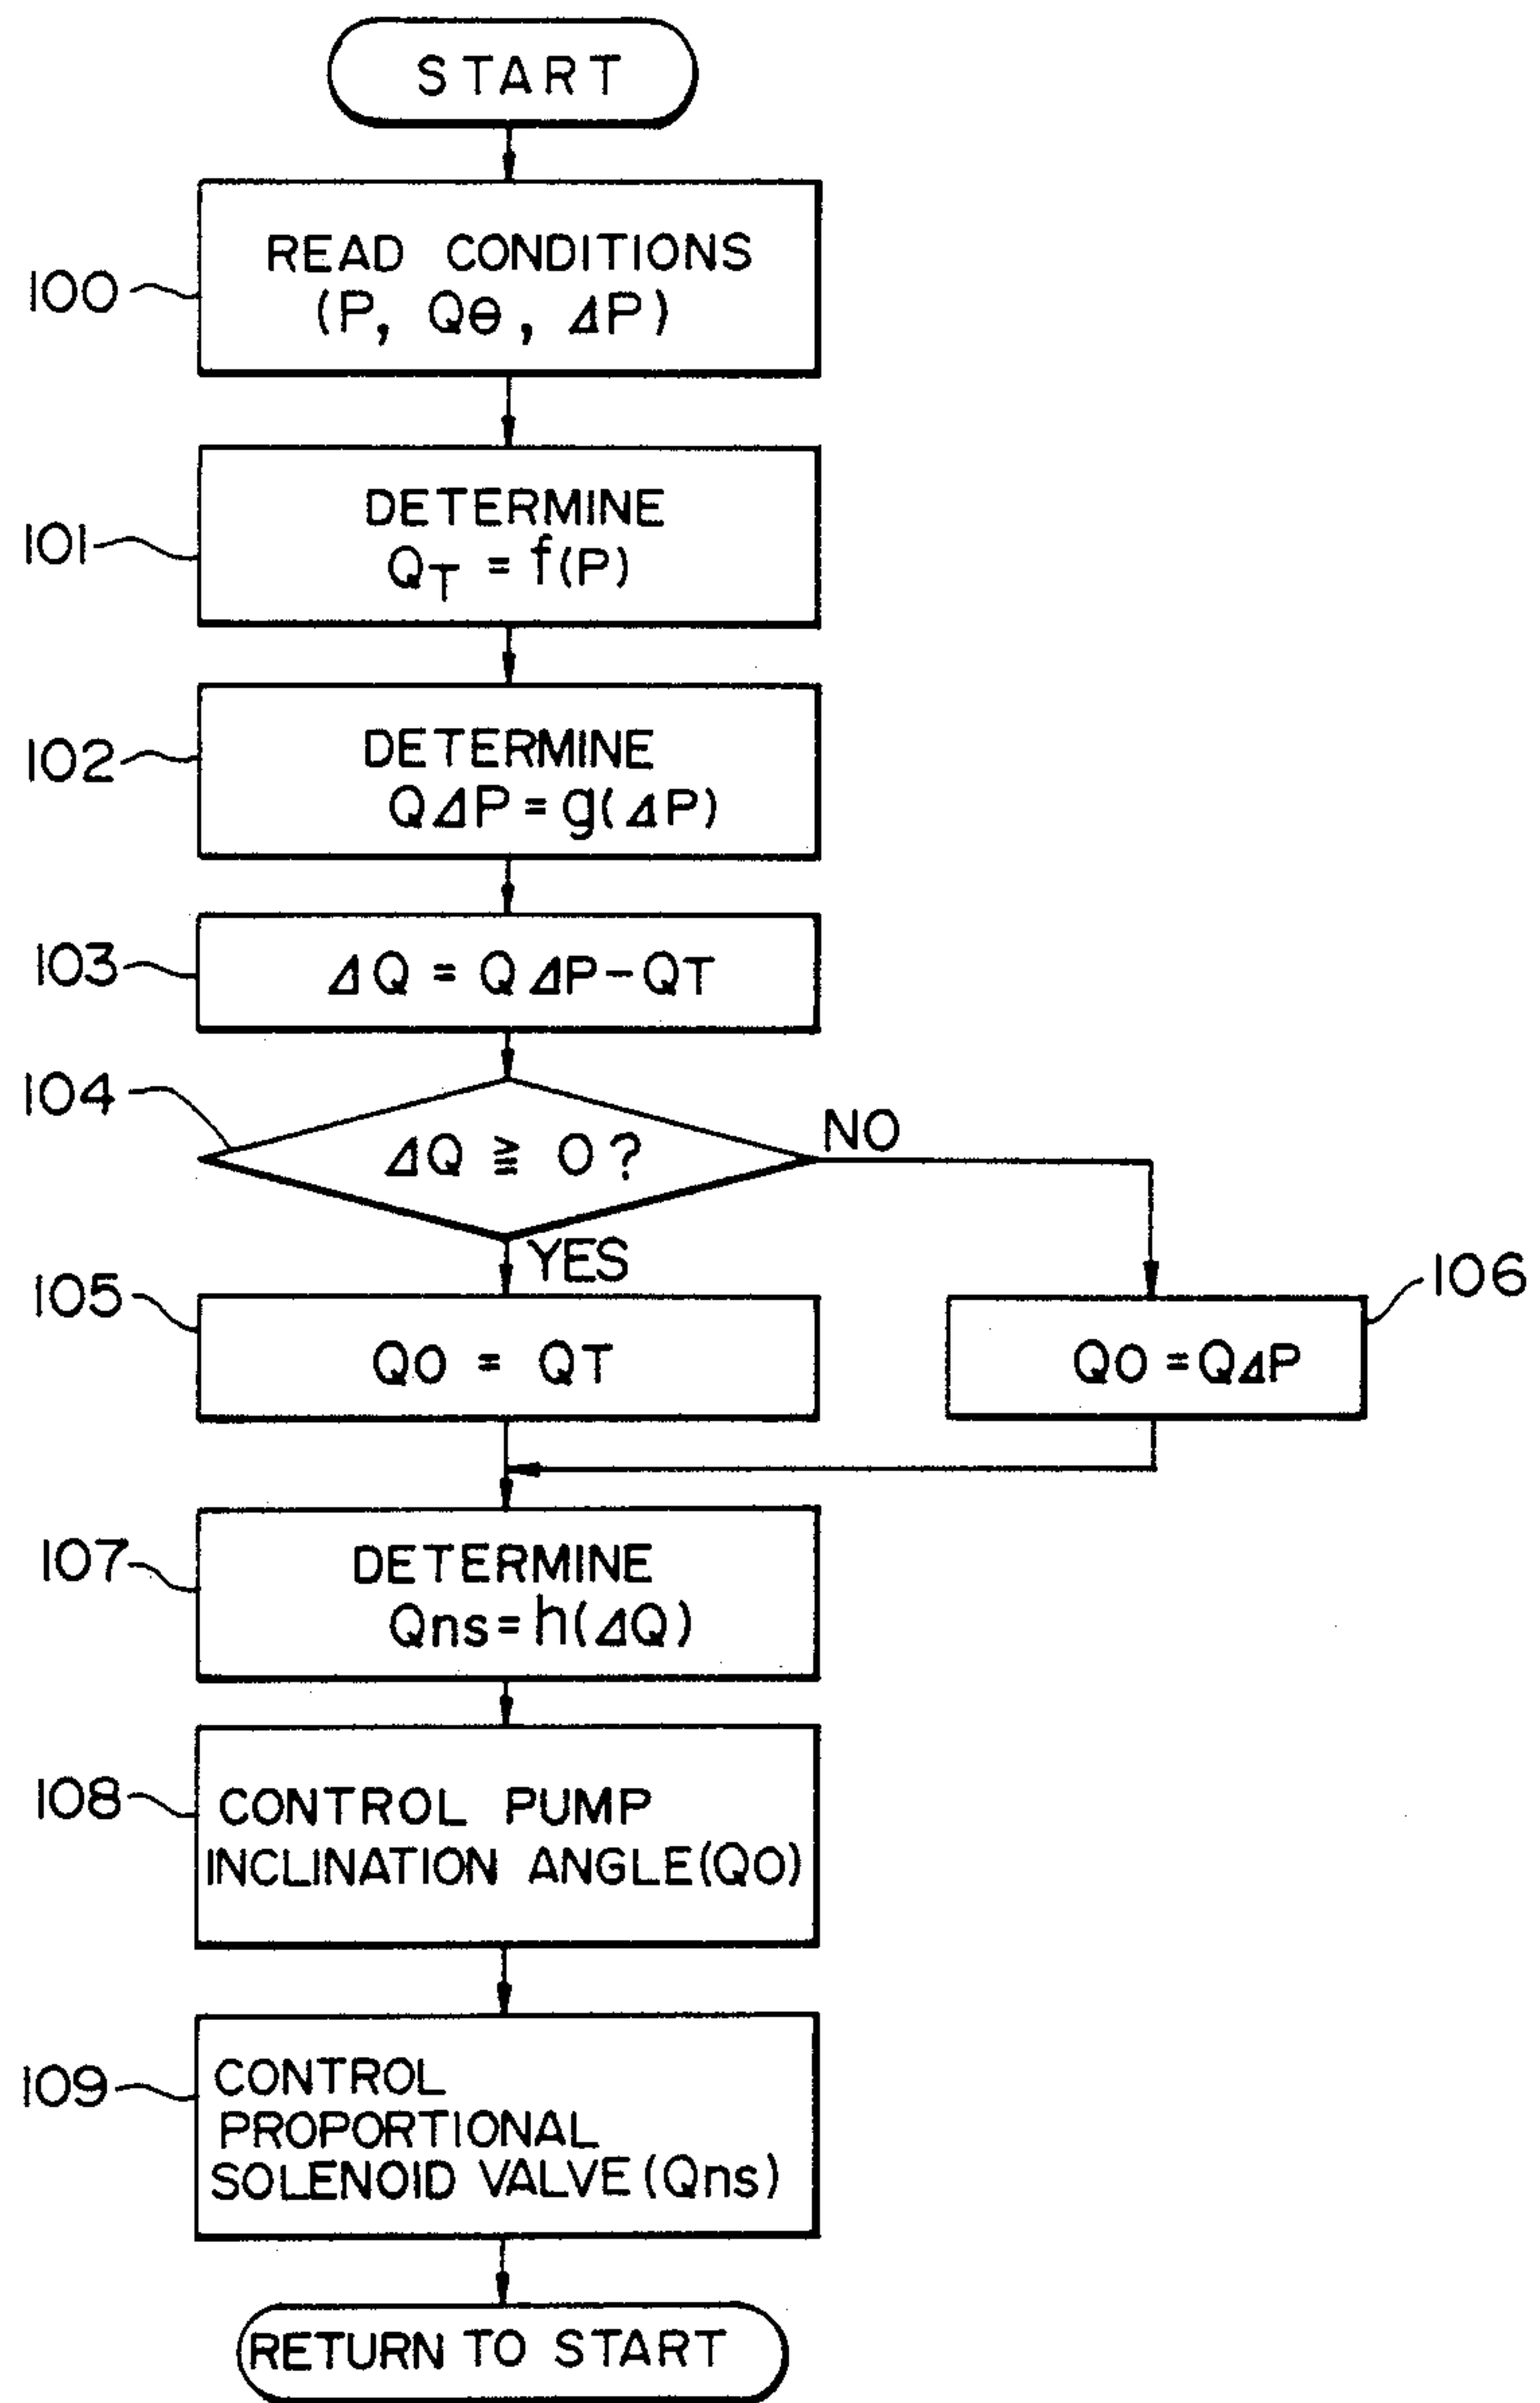 START
100
READ CONDITIONS
(P, Qθ, ΔP)
101
DETERMINE
QT = f(P)
102
DETERMINE
QΔP = g(ΔP)
103
ΔQ = QΔP-QT
104
ΔQ ≧ 0?
NO
YES
105
Q0 = QT
106
Q0 = QΔP
107
DETERMINE
Qns = h(ΔQ)
108
CONTROL PUMP
INCLINATION ANGLE(Q0)
109
CONTROL
PROPORTIONAL
SOLENOID VALVE (Qns)
RETURN TO START